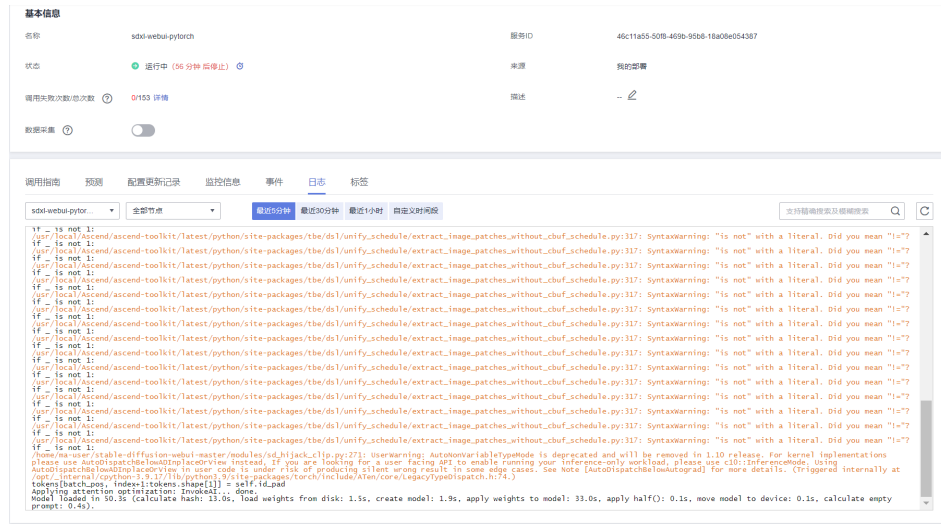 基本信息
名称 sdxl-webui-pytorch 服务ID 46c11a55-50f8-469b-95b8-18a08e054387
状态 运行中 (56 分钟 后停止) 来源 我的部署
调用失败次数/总次数 ? 0/153 详情 描述 --
数据采集 ?
调用指南 预测 配置更新记录 监控信息 事件 日志 标签
sdxl-webui-pytor... 全部节点 最近5分钟 最近30分钟 最近1小时 自定义时间段 支持精确搜索及模糊搜索
if _ is not 1:
/usr/local/Ascend/ascend-toolkit/latest/python/site-packages/tbe/dsl/unify_schedule/extract_image_patches_without_cbuf_schedule.py:317: SyntaxWarning: "is not" with a literal. Did you mean "!="?
if _ is not 1:
/usr/local/Ascend/ascend-toolkit/latest/python/site-packages/tbe/dsl/unify_schedule/extract_image_patches_without_cbuf_schedule.py:317: SyntaxWarning: "is not" with a literal. Did you mean "!="?
if _ is not 1:
/usr/local/Ascend/ascend-toolkit/latest/python/site-packages/tbe/dsl/unify_schedule/extract_image_patches_without_cbuf_schedule.py:317: SyntaxWarning: "is not" with a literal. Did you mean "!="?
if _ is not 1:
/usr/local/Ascend/ascend-toolkit/latest/python/site-packages/tbe/dsl/unify_schedule/extract_image_patches_without_cbuf_schedule.py:317: SyntaxWarning: "is not" with a literal. Did you mean "!="?
if _ is not 1:
/usr/local/Ascend/ascend-toolkit/latest/python/site-packages/tbe/dsl/unify_schedule/extract_image_patches_without_cbuf_schedule.py:317: SyntaxWarning: "is not" with a literal. Did you mean "!="?
if _ is not 1:
/usr/local/Ascend/ascend-toolkit/latest/python/site-packages/tbe/dsl/unify_schedule/extract_image_patches_without_cbuf_schedule.py:317: SyntaxWarning: "is not" with a literal. Did you mean "!="?
if _ is not 1:
/usr/local/Ascend/ascend-toolkit/latest/python/site-packages/tbe/dsl/unify_schedule/extract_image_patches_without_cbuf_schedule.py:317: SyntaxWarning: "is not" with a literal. Did you mean "!="?
if _ is not 1:
/usr/local/Ascend/ascend-toolkit/latest/python/site-packages/tbe/dsl/unify_schedule/extract_image_patches_without_cbuf_schedule.py:317: SyntaxWarning: "is not" with a literal. Did you mean "!="?
if _ is not 1:
/usr/local/Ascend/ascend-toolkit/latest/python/site-packages/tbe/dsl/unify_schedule/extract_image_patches_without_cbuf_schedule.py:317: SyntaxWarning: "is not" with a literal. Did you mean "!="?
if _ is not 1:
/usr/local/Ascend/ascend-toolkit/latest/python/site-packages/tbe/dsl/unify_schedule/extract_image_patches_without_cbuf_schedule.py:317: SyntaxWarning: "is not" with a literal. Did you mean "!="?
if _ is not 1:
/usr/local/Ascend/ascend-toolkit/latest/python/site-packages/tbe/dsl/unify_schedule/extract_image_patches_without_cbuf_schedule.py:317: SyntaxWarning: "is not" with a literal. Did you mean "!="?
if _ is not 1:
/usr/local/Ascend/ascend-toolkit/latest/python/site-packages/tbe/dsl/unify_schedule/extract_image_patches_without_cbuf_schedule.py:317: SyntaxWarning: "is not" with a literal. Did you mean "!="?
if _ is not 1:
/usr/local/Ascend/ascend-toolkit/latest/python/site-packages/tbe/dsl/unify_schedule/extract_image_patches_without_cbuf_schedule.py:317: SyntaxWarning: "is not" with a literal. Did you mean "!="?
if _ is not 1:
/usr/local/Ascend/ascend-toolkit/latest/python/site-packages/tbe/dsl/unify_schedule/extract_image_patches_without_cbuf_schedule.py:317: SyntaxWarning: "is not" with a literal. Did you mean "!="?
if _ is not 1:
/usr/local/Ascend/ascend-toolkit/latest/python/site-packages/tbe/dsl/unify_schedule/extract_image_patches_without_cbuf_schedule.py:317: SyntaxWarning: "is not" with a literal. Did you mean "!="?
if _ is not 1:
/home/ma-user/stable-diffusion-webui-master/modules/sd_hijack_clip.py:271: UserWarning: AutoNonVariableTypeMode is deprecated and will be removed in 1.10 release. For kernel implementations
please use AutoDispatchBelowADInplaceOrView instead, If you are looking for a user facing API to enable running your inference-only workload, please use c10::InferenceMode. Using
AutoDispatchBelowADInplaceOrView in user code is under risk of producing silent wrong result in some edge cases. See Note [AutoDispatchBelowAutograd] for more details. (Triggered internally at
/opt/_internal/cpython-3.9.17/lib/python3.9/site-packages/torch/include/ATen/core/LegacyTypeDispatch.h:74.)
tokens[batch_pos, index+1:tokens.shape[1]] = self.id_pad
Applying attention optimization: InvokeAI... done.
Model loaded in 50.3s (calculate hash: 13.0s, load weights from disk: 1.5s, create model: 1.9s, apply weights to model: 33.0s, apply half(): 0.1s, move model to device: 0.1s, calculate empty
prompt: 0.4s).